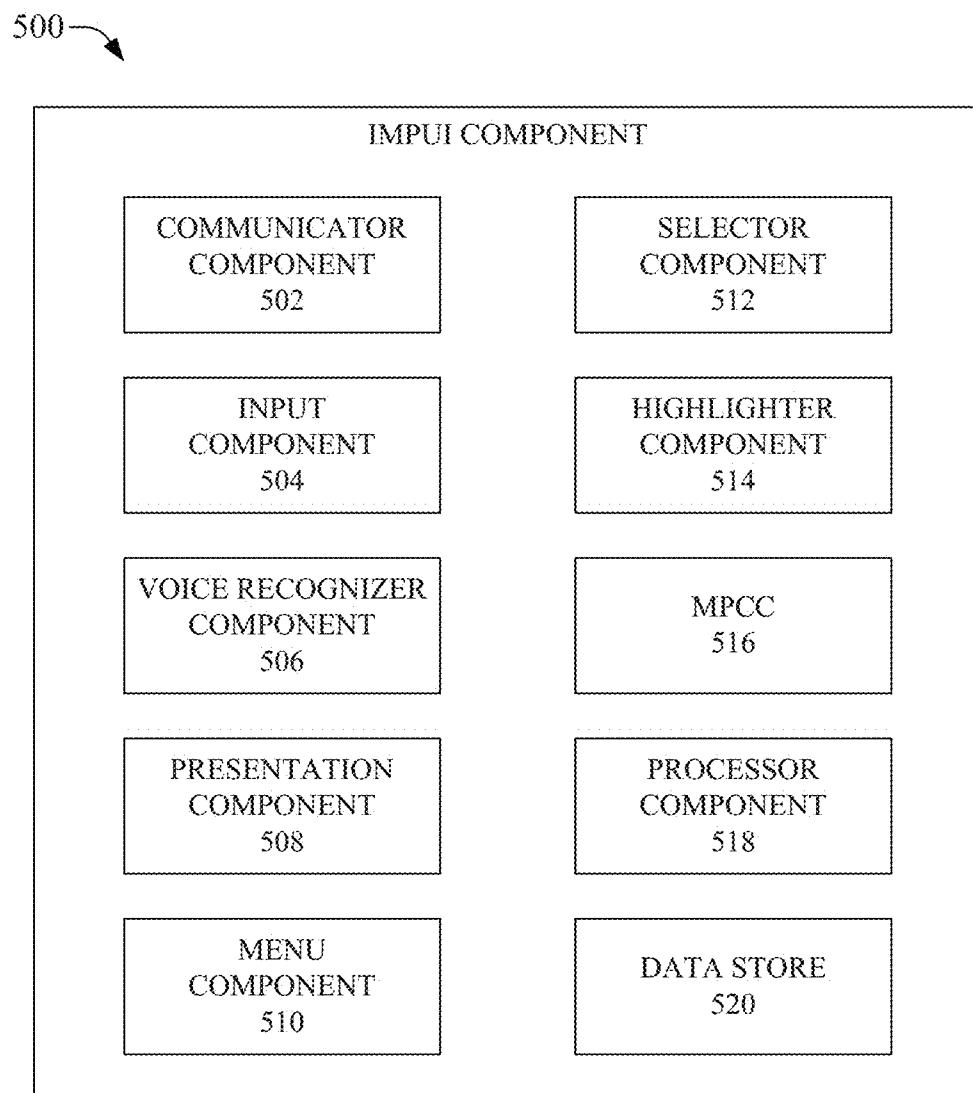 500
IMPUI COMPONENT
COMMUNICATOR
COMPONENT
502
SELECTOR
COMPONENT
512
INPUT
COMPONENT
504
HIGHLIGHTER
COMPONENT
514
VOICE RECOGNIZER
COMPONENT
506
MPCC
516
PRESENTATION
COMPONENT
508
PROCESSOR
COMPONENT
518
MENU
COMPONENT
510
DATA STORE
520